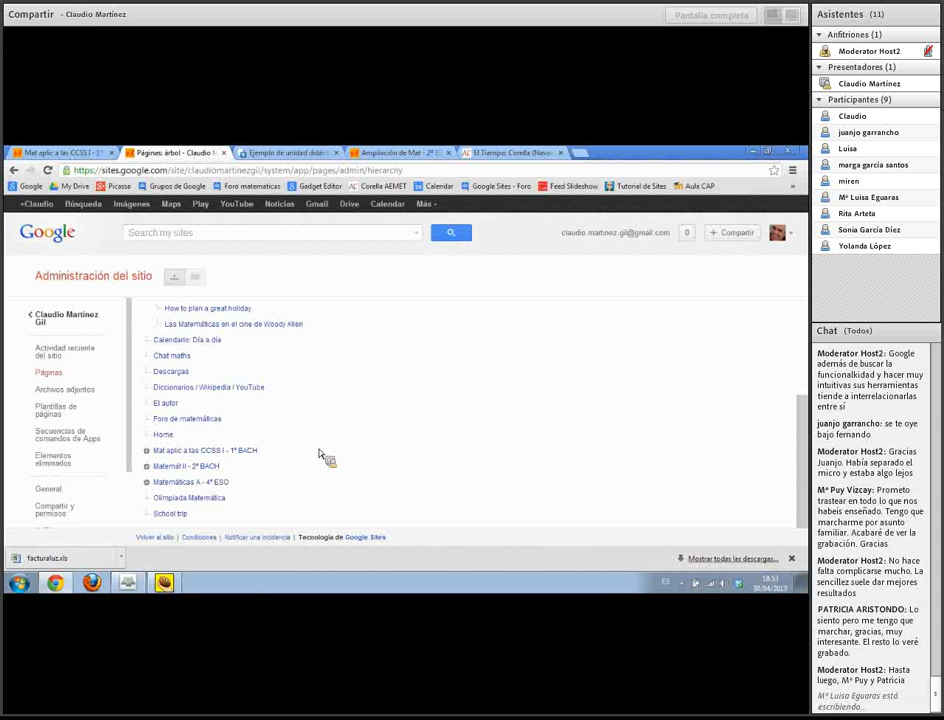 Compartir - Claudio Martínez
Pantalla completa
Mat aplic a las CCSS I - 1º
Páginas: árbol - Claudio
Ejemplo de unidad didác
Ampliación de Mat - 2º E
El Tiempo: Corella (Nava
https://sites.google.com/site/claudiomartinezgil/system/app/pages/admin/hierarchy
Google
My Drive
Picassa
Grupos de Google
Foro matematicas
Gadget Editor
Corella AEMET
Calendar
Google Sites - Foro
Feed Slideshow
Tutorial de Sites
Aula CAP
+Claudio
Búsqueda
Imágenes
Maps
Play
YouTube
Noticias
Gmail
Drive
Calendar
Más
Google
Search my sites
claudio.martinez.gil@gmail.com
0
+ Compartir
Administración del sitio
Claudio Martinez
Gil
Actividad reciente
del sitio
Páginas
Archivos adjuntos
Plantillas de
páginas
Secuencias de
comandos de Apps
Elementos
eliminados
General
Compartir y
permisos
How to plan a great holiday
Las Matemáticas en el cine de Woody Allen
Calendario: Día a día
Chat maths
Descargas
Diccionarios / Wikipedia / YouTube
El autor
Foro de matemáticas
Home
Mat aplic a las CCSS I - 1º BACH
Matemát II - 2º BACH
Matemáticas A - 4º ESO
Olimpiada Matemática
School trip
Volver al sitio | Condiciones | Notificar una incidencia | Tecnología de Google Sites
facturaluz.xls
Mostrar todas las descargas...
ES
18:53
30/04/2013
Asistentes (11)
Anfitriones (1)
Moderator Host2
Presentadores (1)
Claudio Martínez
Participantes (9)
Claudio
juanjo garrancho
Luisa
marga garcía santos
miren
Mª Luisa Eguaras
Rita Arteta
Sonia García Díez
Yolanda López
Chat (Todos)
Moderator Host2: Google
además de buscar la
funcionalkidad y hacer muy
intuitivas sus herramientas
tiende a interrelacionarlas
entre sí
juanjo garrancho: se te oye
bajo fernando
Moderator Host2: Gracias
Juanjo. Había separado el
micro y estaba algo lejos
Mª Puy Vizcay: Prometo
trastear en todo lo que nos
habeis enseñado. Tengo que
marcharme por asunto
familiar. Acabaré de ver la
grabación. Gracias
Moderator Host2: No hace
falta complicarse mucho. La
sencillez suele dar mejores
resultados
PATRICIA ARISTONDO: Lo
siento pero me tengo que
marchar, gracias, muy
interesante. El resto lo veré
grabado.
Moderator Host2: Hasta
luego, Mª Puy y Patricia
Mª Luisa Eguaras está
escribiendo...